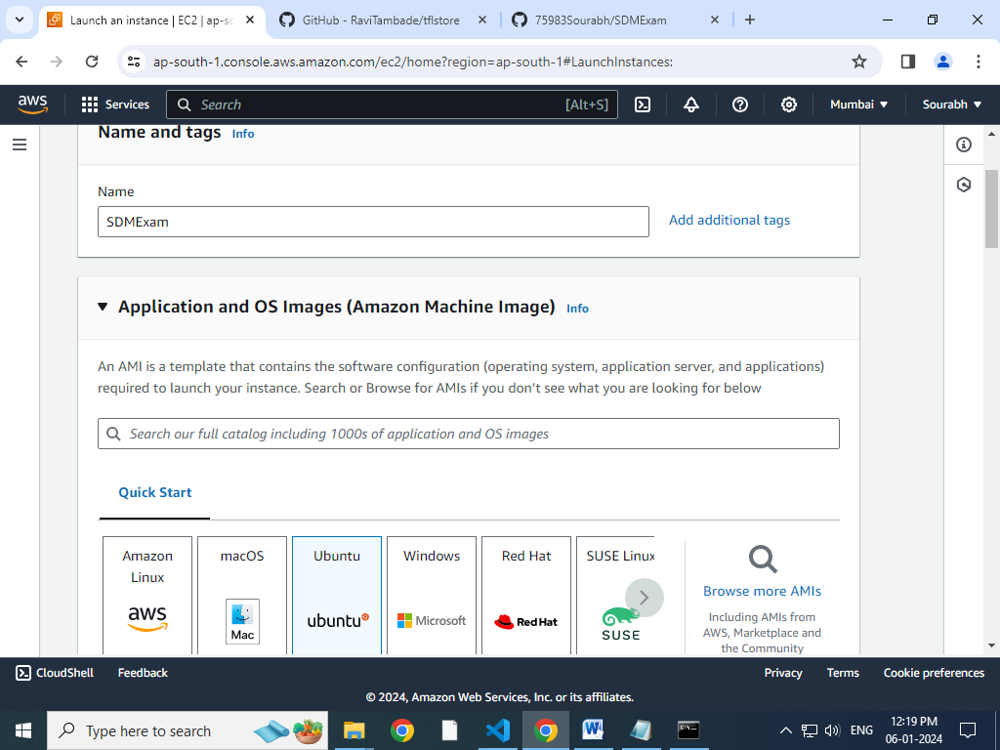 Launch an instance | EC2 | ap-so
GitHub - RaviTambade/tflstore
75983Sourabh/SDMExam
ap-south-1.console.aws.amazon.com/ec2/home?region=ap-south-1#LaunchInstances:
aws
Services
Search
[Alt+S]
Mumbai
Sourabh
Name and tags Info
Name
SDMExam
Add additional tags
Application and OS Images (Amazon Machine Image) Info
An AMI is a template that contains the software configuration (operating system, application server, and applications)
required to launch your instance. Search or Browse for AMIs if you don't see what you are looking for below
Search our full catalog including 1000s of application and OS images
Quick Start
Amazon
Linux
aws
macOS
Mac
Ubuntu
ubuntu
Windows
Microsoft
Red Hat
Red Hat
SUSE Linux
SUSE
Browse more AMIs
Including AMIs from
AWS, Marketplace and
the Community
CloudShell
Feedback
Privacy
Terms
Cookie preferences
© 2024, Amazon Web Services, Inc. or its affiliates.
Type here to search
ENG
12:19 PM
06-01-2024